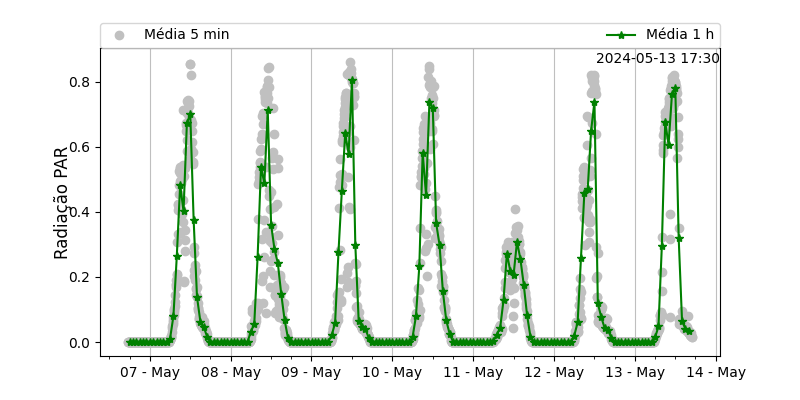 Média 5 min
Média 1 h
2024-05-13 17:30
Radiação PAR
0.8
0.6
0.4
0.2
0.0
07 - May
08 - May
09 - May
10 - May
11 - May
12 - May
13 - May
14 - May